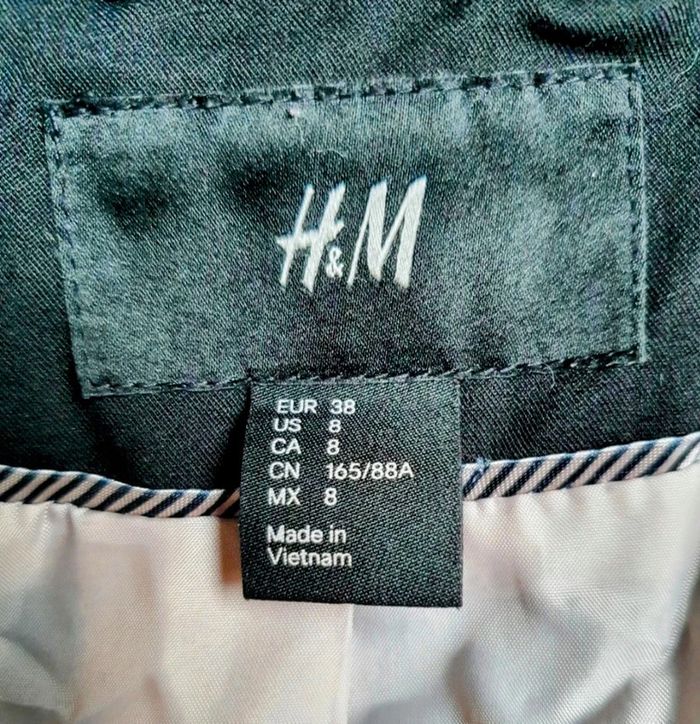 H&M
EUR 38
US 8
CA 8
CN 165/88A
MX 8
Made in
Vietnam